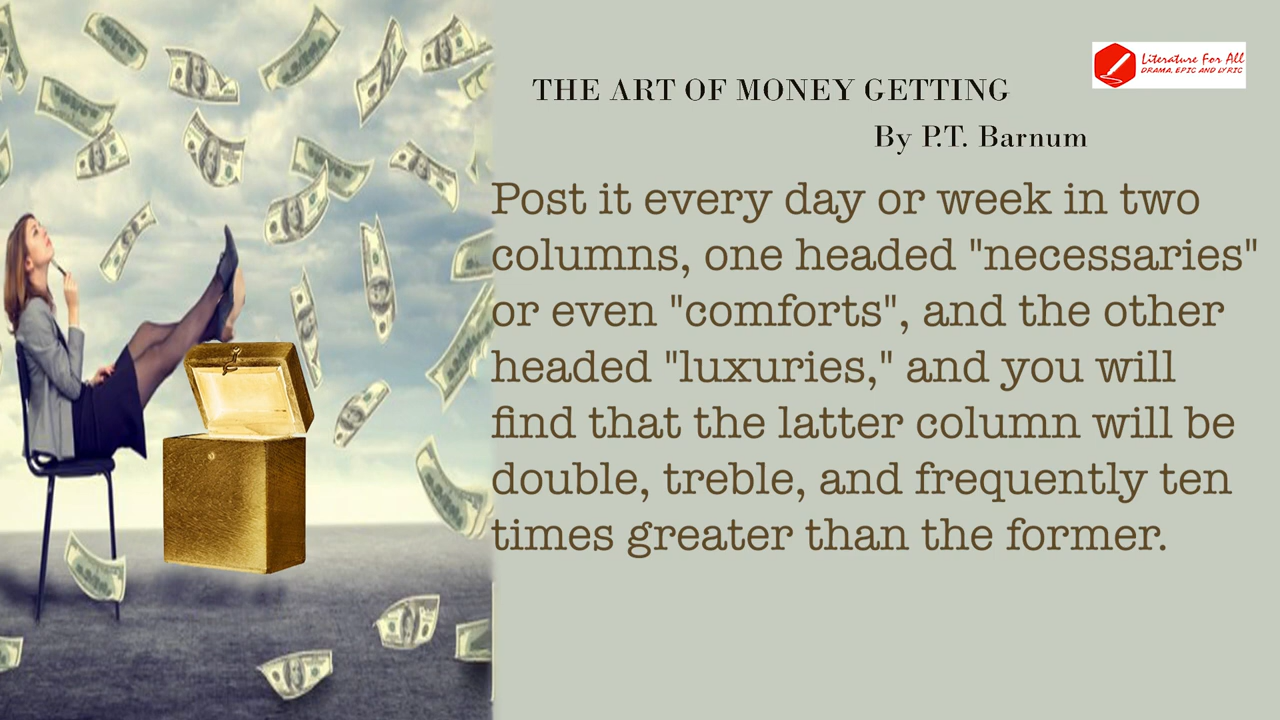 Literature For All
DRAMA, EPIC AND LYRIC
THE ART OF MONEY GETTING
By P.T. Barnum
Post it every day or week in two
columns, one headed "necessaries"
or even "comforts", and the other
headed "luxuries," and you will
find that the latter column will be
double, treble, and frequently ten
times greater than the former.